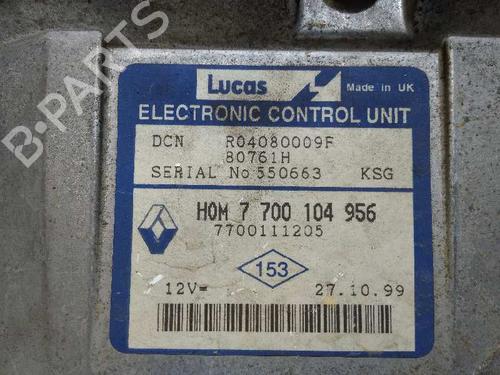 Lucas
Made in UK
ELECTRONIC CONTROL UNIT
DCN R04080009F
80761H
SERIAL No 550663 KSG
HOM 7 700 104 956
7700111205
153
12V= 27.10.99
B-PARTS